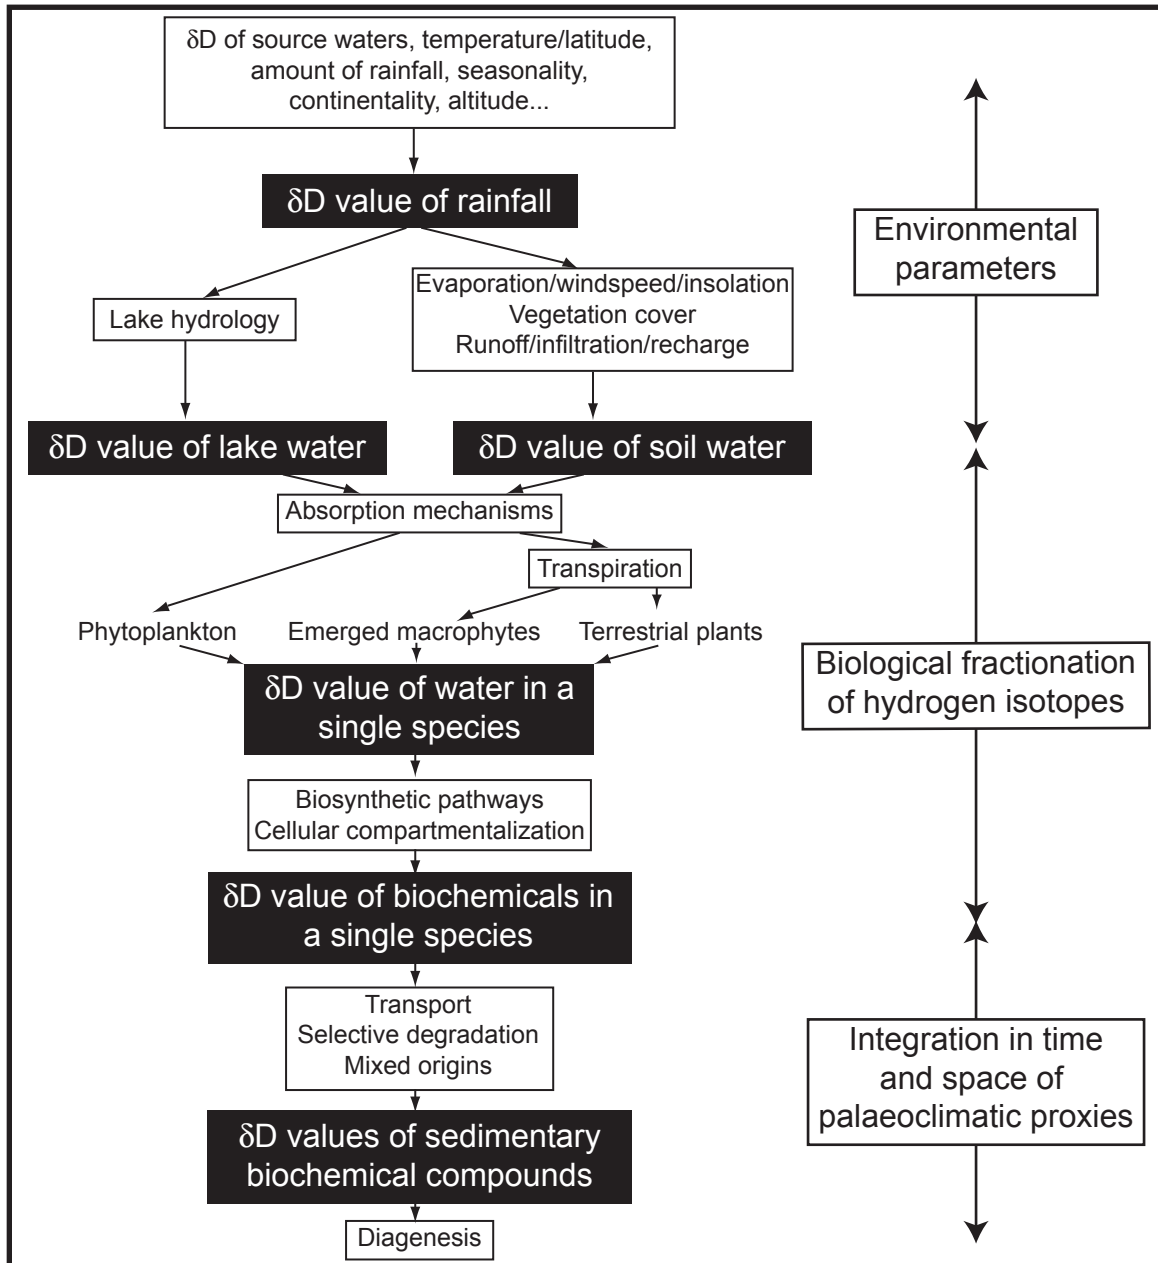 δD of source waters, temperature/latitude,
amount of rainfall, seasonality,
continentality, altitude...
δD value of rainfall
Environmental
parameters
Lake hydrology
Evaporation/windspeed/insolation
Vegetation cover
Runoff/infiltration/recharge
δD value of lake water
δD value of soil water
Absorption mechanisms
Transpiration
Phytoplankton
Emerged macrophytes
Terrestrial plants
Biological fractionation
of hydrogen isotopes
δD value of water in a
single species
Biosynthetic pathways
Cellular compartmentalization
δD value of biochemicals in
a single species
Transport
Selective degradation
Mixed origins
Integration in time
and space of
palaeoclimatic proxies
δD values of sedimentary
biochemical compounds
Diagenesis